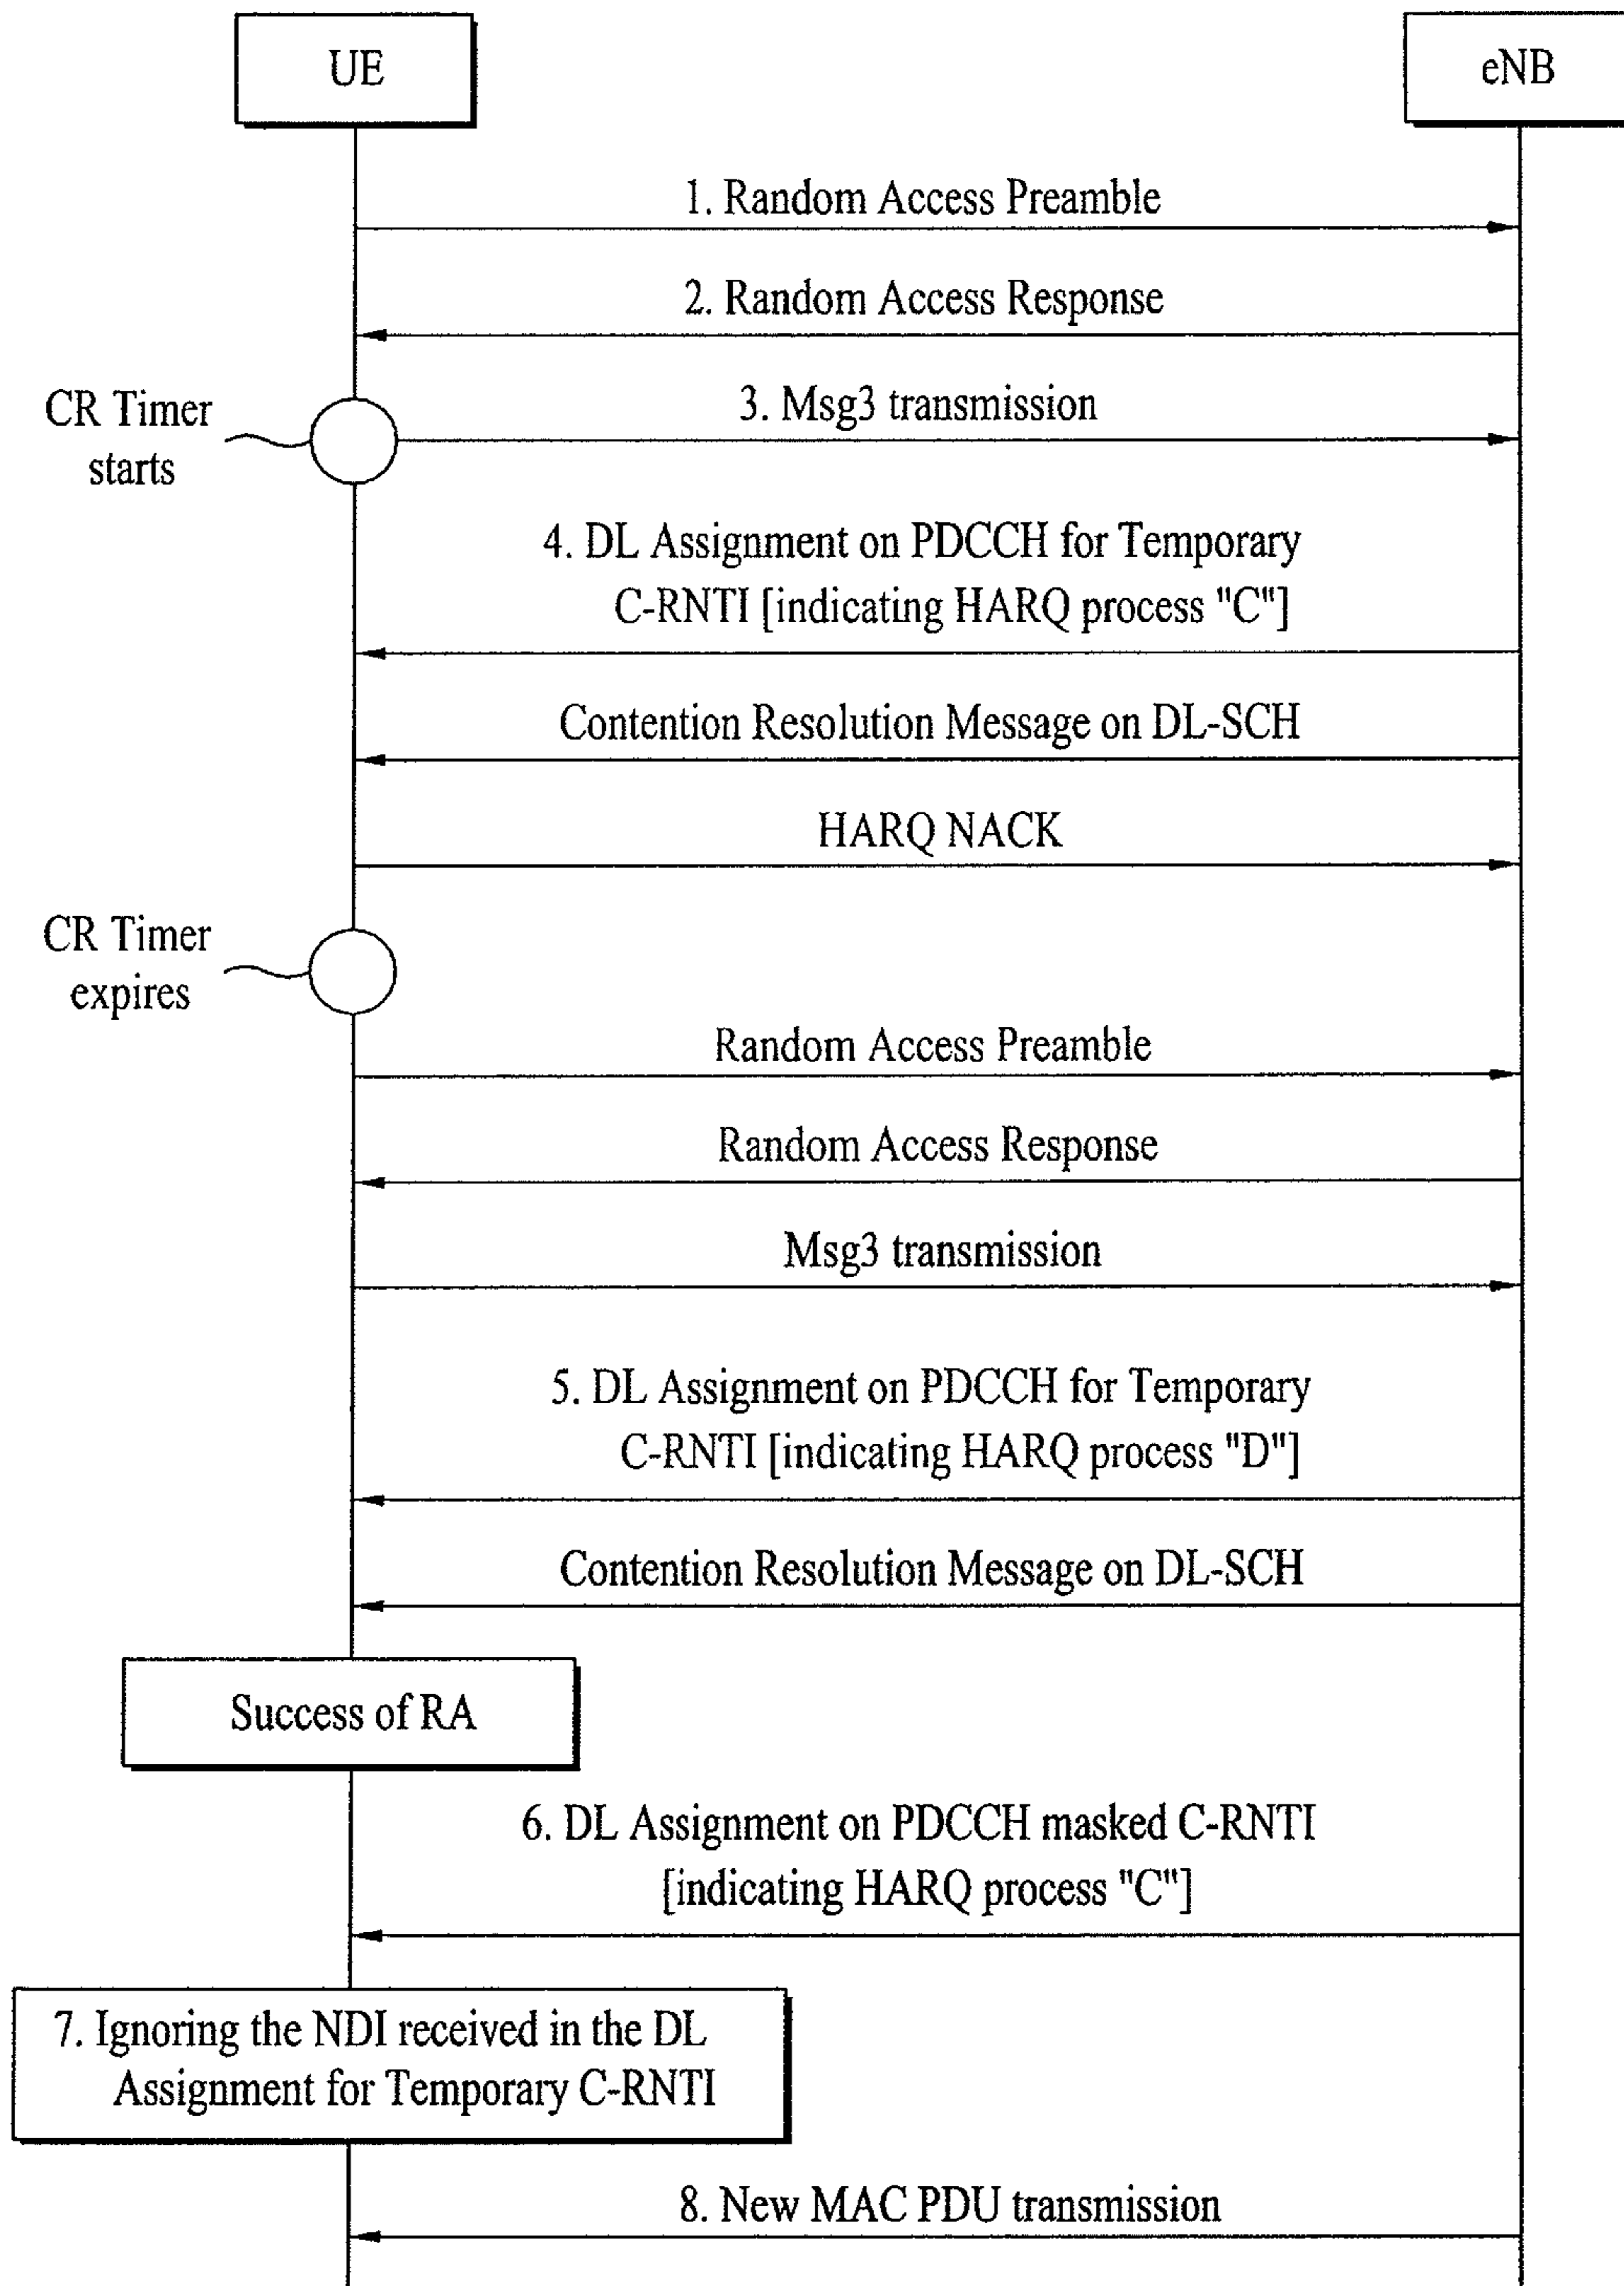 UE
eNB
1. Random Access Preamble
2. Random Access Response
CR Timer
starts
3. Msg3 transmission
4. DL Assignment on PDCCH for Temporary
C-RNTI [indicating HARQ process "C"]
Contention Resolution Message on DL-SCH
HARQ NACK
CR Timer
expires
Random Access Preamble
Random Access Response
Msg3 transmission
5. DL Assignment on PDCCH for Temporary
C-RNTI [indicating HARQ process "D"]
Contention Resolution Message on DL-SCH
Success of RA
6. DL Assignment on PDCCH masked C-RNTI
[indicating HARQ process "C"]
7. Ignoring the NDI received in the DL
Assignment for Temporary C-RNTI
8. New MAC PDU transmission